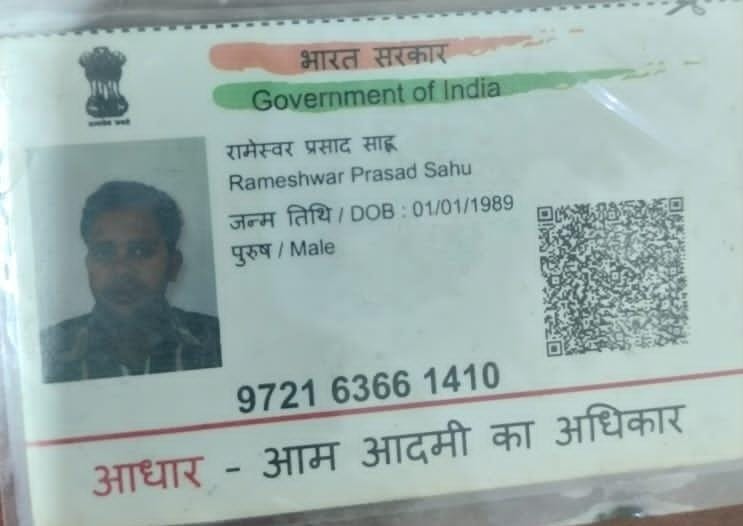 भारत सरकार
Government of India
रामेस्वर प्रसाद साहू
Rameshwar Prasad Sahu
जन्म तिथि / DOB : 01/01/1989
पुरुष / Male
9721 6366 1410
आधार - आम आदमी का अधिकार